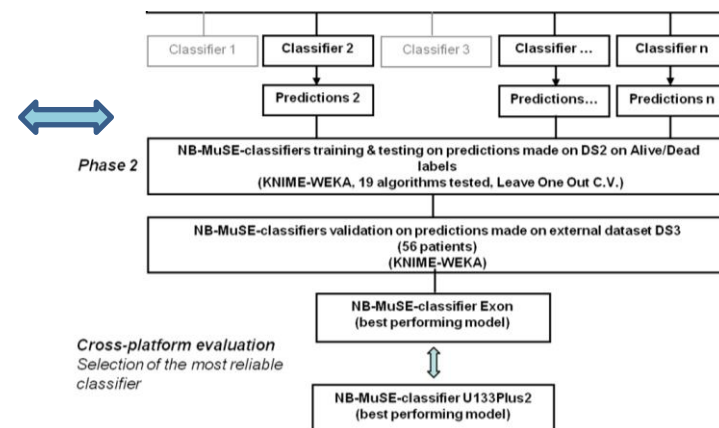 Classifier 1
Classifier 2
Classifier 3
Classifier ...
Classifier n
Predictions 2
Predictions...
Predictions n
Phase 2
NB-MuSE-classifiers training & testing on predictions made on DS2 on Alive/Dead
labels
(KNIME-WEKA, 19 algorithms tested, Leave One Out C.V.)
NB-MuSE-classifiers validation on predictions made on external dataset DS3
(56 patients)
(KNIME-WEKA)
NB-MuSE-classifier Exon
(best performing model)
Cross-platform evaluation
Selection of the most reliable
classifier
NB-MuSE-classifier U133Plus2
(best performing model)